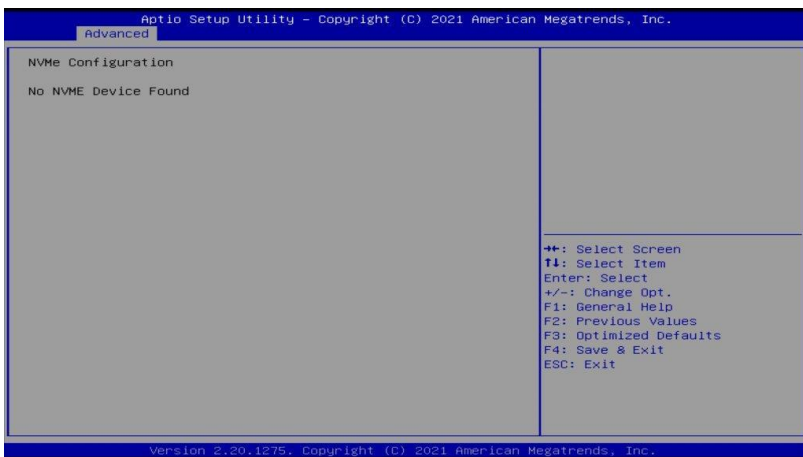 Aptio Setup Utility – Copyright (C) 2021 American Megatrends, Inc.
Advanced
NVMe Configuration
No NVME Device Found
→←: Select Screen
↑↓: Select Item
Enter: Select
+/-: Change Opt.
F1: General Help
F2: Previous Values
F3: Optimized Defaults
F4: Save & Exit
ESC: Exit
Version 2.20.1275. Copyright (C) 2021 American Megatrends, Inc.